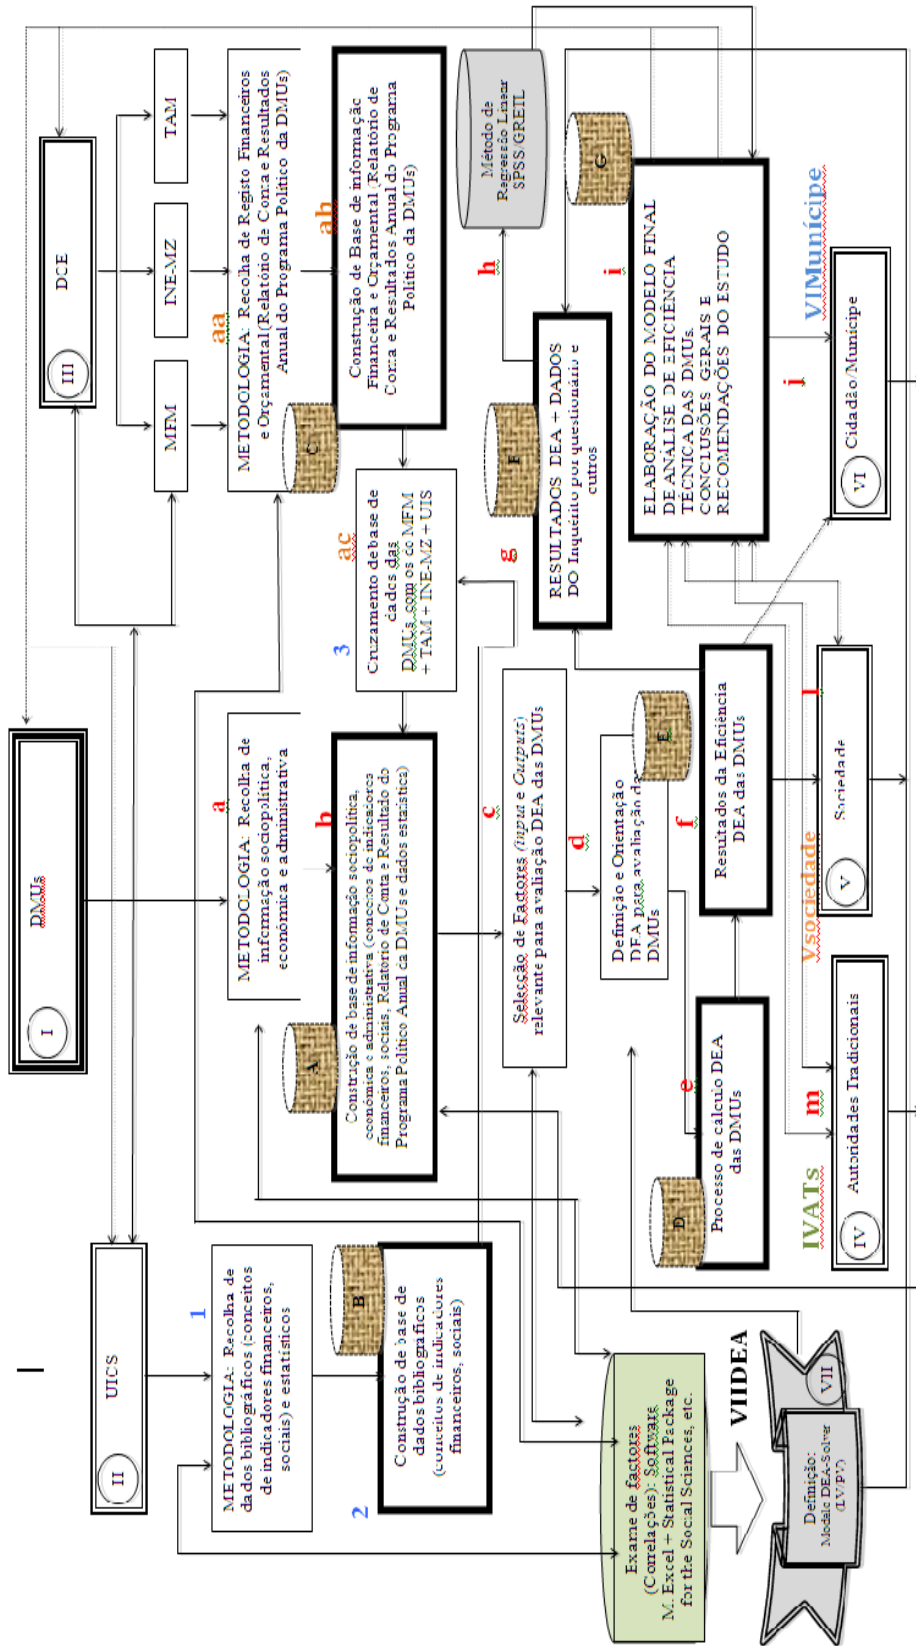 I
DMUs
II
UICS
III
DCE
MFM
INE-MZ
TAM
1
METODOLOGIA: Recolha de
dados bibliográficos (conceitos
de indicadores financeiros,
sociais) e estatísticos
a
METODOLOGIA: Recolha de
informação sociopolítica,
económica e administrativa
aa
METODOLOGIA: Recolha de Registo Financeiros
e Orçamental (Relatório de Conta e Resultados
Anual do Programa Político da DMUs)
2
B
Construção de base de
dados bibliográficos
(conceitos de indicadores
financeiros, sociais)
A
b
Construção de base de informação sociopolítica,
económica e administrativa (conceitos de indicadores
financeiros, sociais, Relatório de Conta e Resultado do
Programa Político Anual da DMUs e dados estatística)
3
ac
Cruzamento de base de
dados das
DMUs com os do MFM
+ TAM + INE-MZ + UIS
C
ab
Construção de Base de informação
Financeira e Orçamental (Relatório de
Conta e Resultados Anual do Programa
Político da DMUs)
c
Selecção de Factores (input e Outputs)
relevante para avaliação DEA das DMUs
d
Definição e Orientação
DEA para avaliação da
DMUs
E
e
D
Processo de cálculo DEA
das DMUs
f
Resultados da Eficiência
DEA das DMUs
g
F
RESULTADOS DEA + DADOS
DO Inquérito por questionário e
outros
h
Método de
Regressão Linear
SPSS/GRETL
i
G
ELABORAÇÃO DO MODELO FINAL
DE ANÁLISE DE EFICIÊNCIA
TÉCNICA DAS DMUs.
CONCLUSÕES GERAIS E
RECOMENDAÇÕES DO ESTUDO
Exame de factores
(Correlações): Software
M. Excel + Statistical Package
for the Social Sciences, etc.
VIIDEA
VII
Definição:
Modelo DEA-Solver
(LV/PV)
IVATs
m
IV
Autoridades Tradicionais
Vsociedade
l
V
Sociedade
j
VIMunícipe
VI
Cidadão/Munícipe